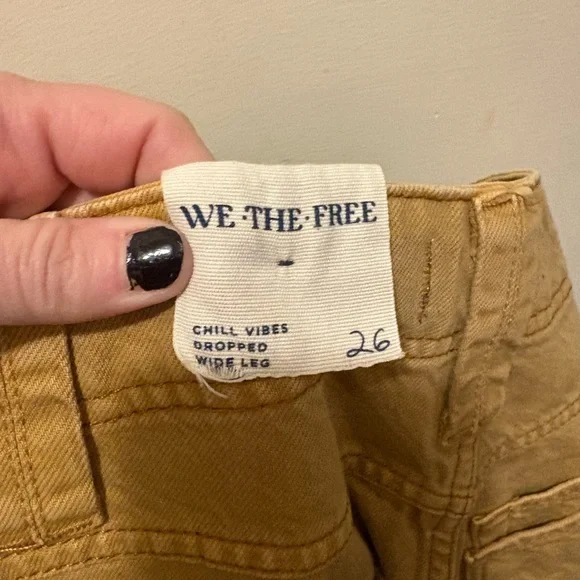 WE·THE·FREE
-
CHILL VIBES
DROPPED
WIDE LEG
26